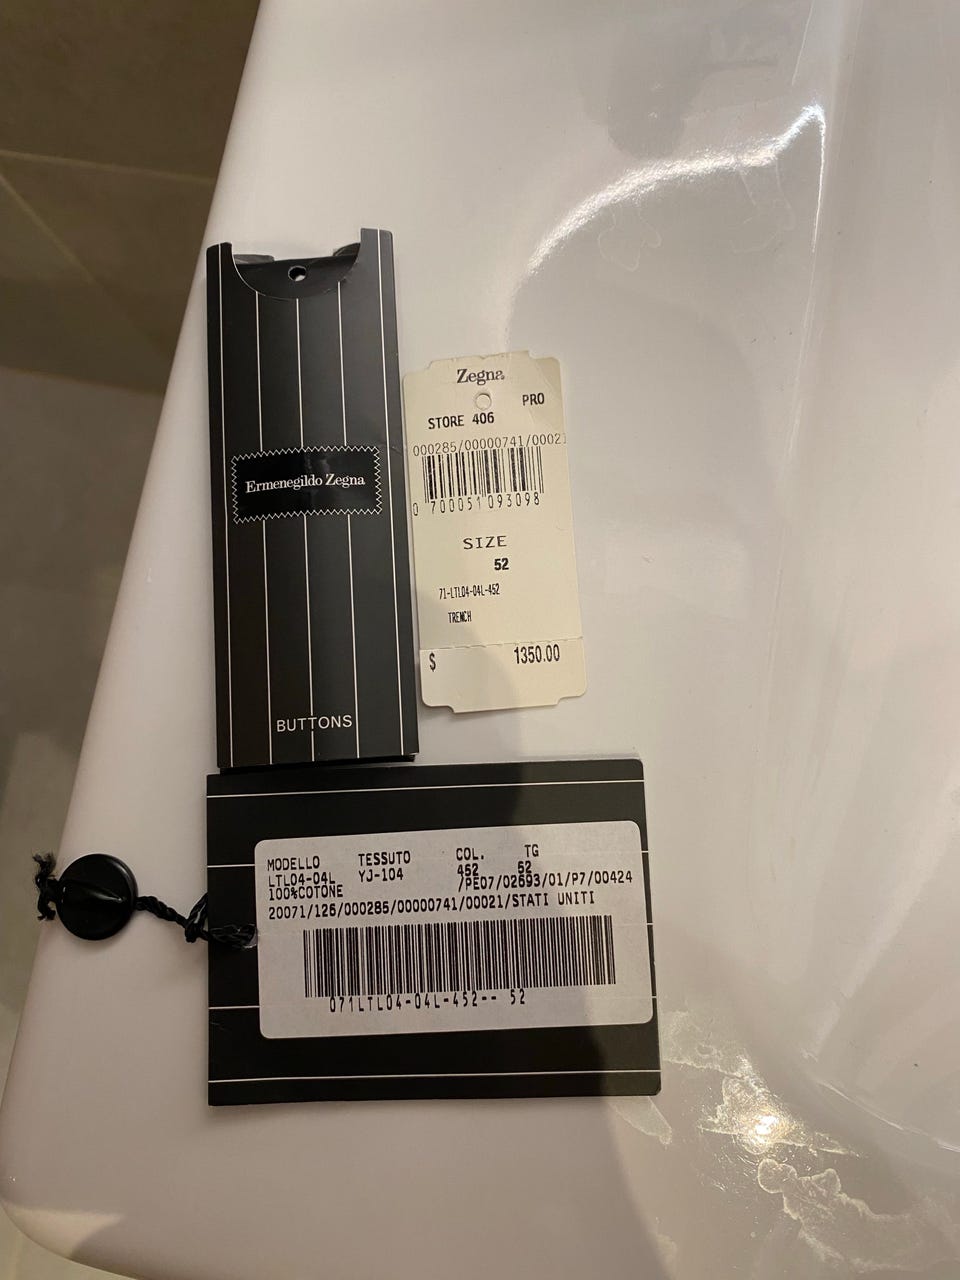 Ermenegildo Zegna
BUTTONS
Zegna
PRO
STORE 406
000285/00000741/0002
0 700051 093098
SIZE
52
71-LTL04-04L-452
TRENCH
$ 1350.00
MODELLO TESSUTO COL. TG
LTL04-04L YJ-104 452 52
100%COTONE /PE07/02693/01/P7/00424
20071/126/000285/00000741/00021/STATI UNITI
071LTL04-04L-452-- 52